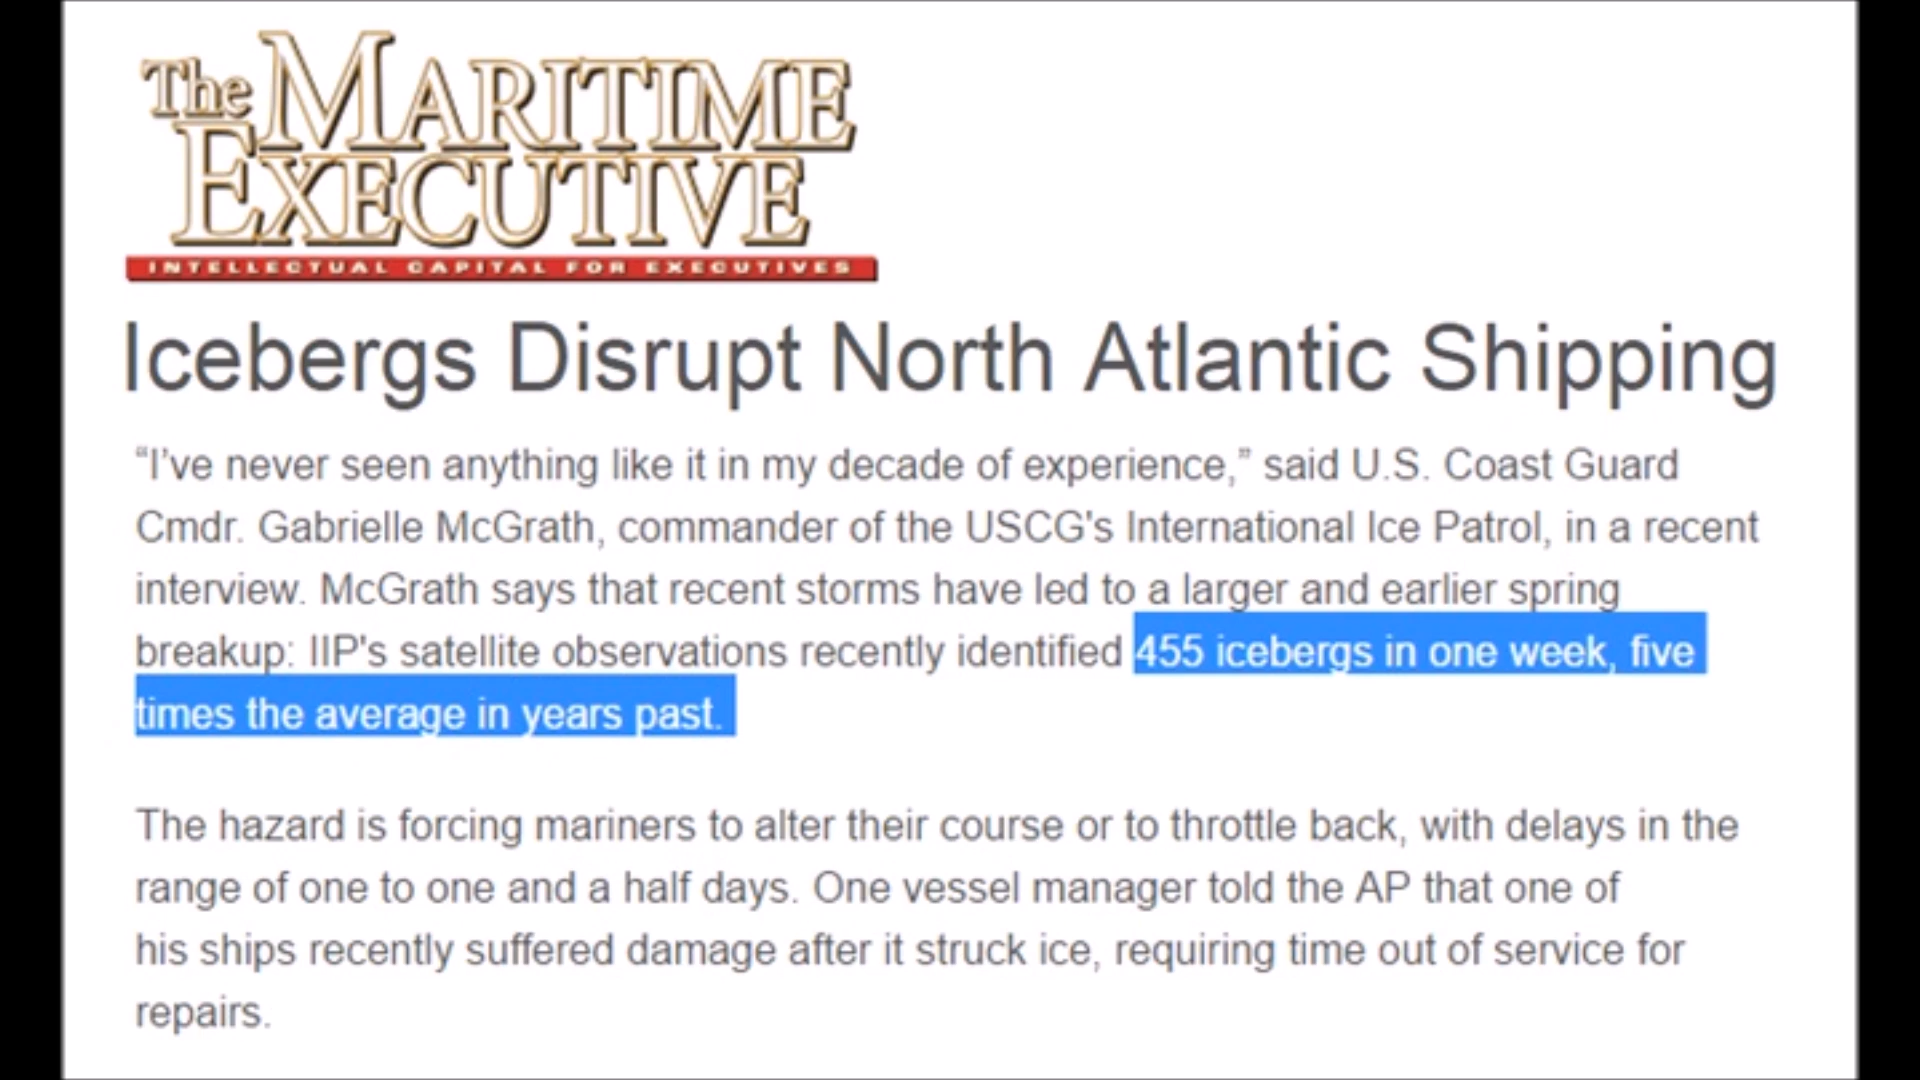 The MARITIME
EXECUTIVE
INTELLECTUAL CAPITAL FOR EXECUTIVES
Icebergs Disrupt North Atlantic Shipping
“I’ve never seen anything like it in my decade of experience,” said U.S. Coast Guard
Cmdr. Gabrielle McGrath, commander of the USCG's International Ice Patrol, in a recent
interview. McGrath says that recent storms have led to a larger and earlier spring
breakup: IIP's satellite observations recently identified 455 icebergs in one week, five
times the average in years past.
The hazard is forcing mariners to alter their course or to throttle back, with delays in the
range of one to one and a half days. One vessel manager told the AP that one of
his ships recently suffered damage after it struck ice, requiring time out of service for
repairs.